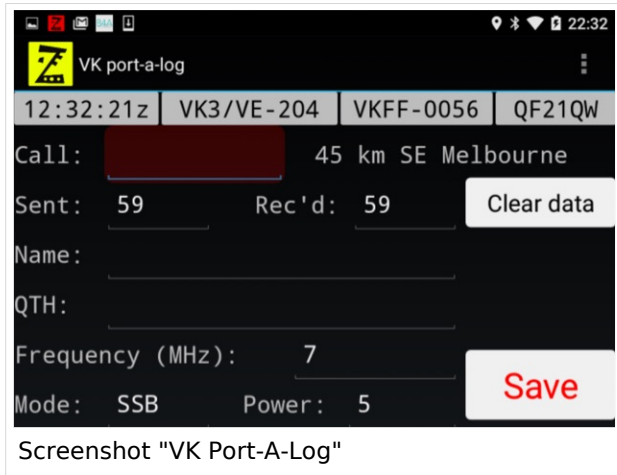 94A 22:32
VK port-a-log
12:32:21z VK3/VE-204 VKFF-0056 QF21QW
Call: 45 km SE Melbourne
Sent: 59 Rec'd: 59 Clear data
Name:
QTH:
Frequency (MHz): 7
Save
Mode: SSB Power: 5
Screenshot "VK Port-A-Log"